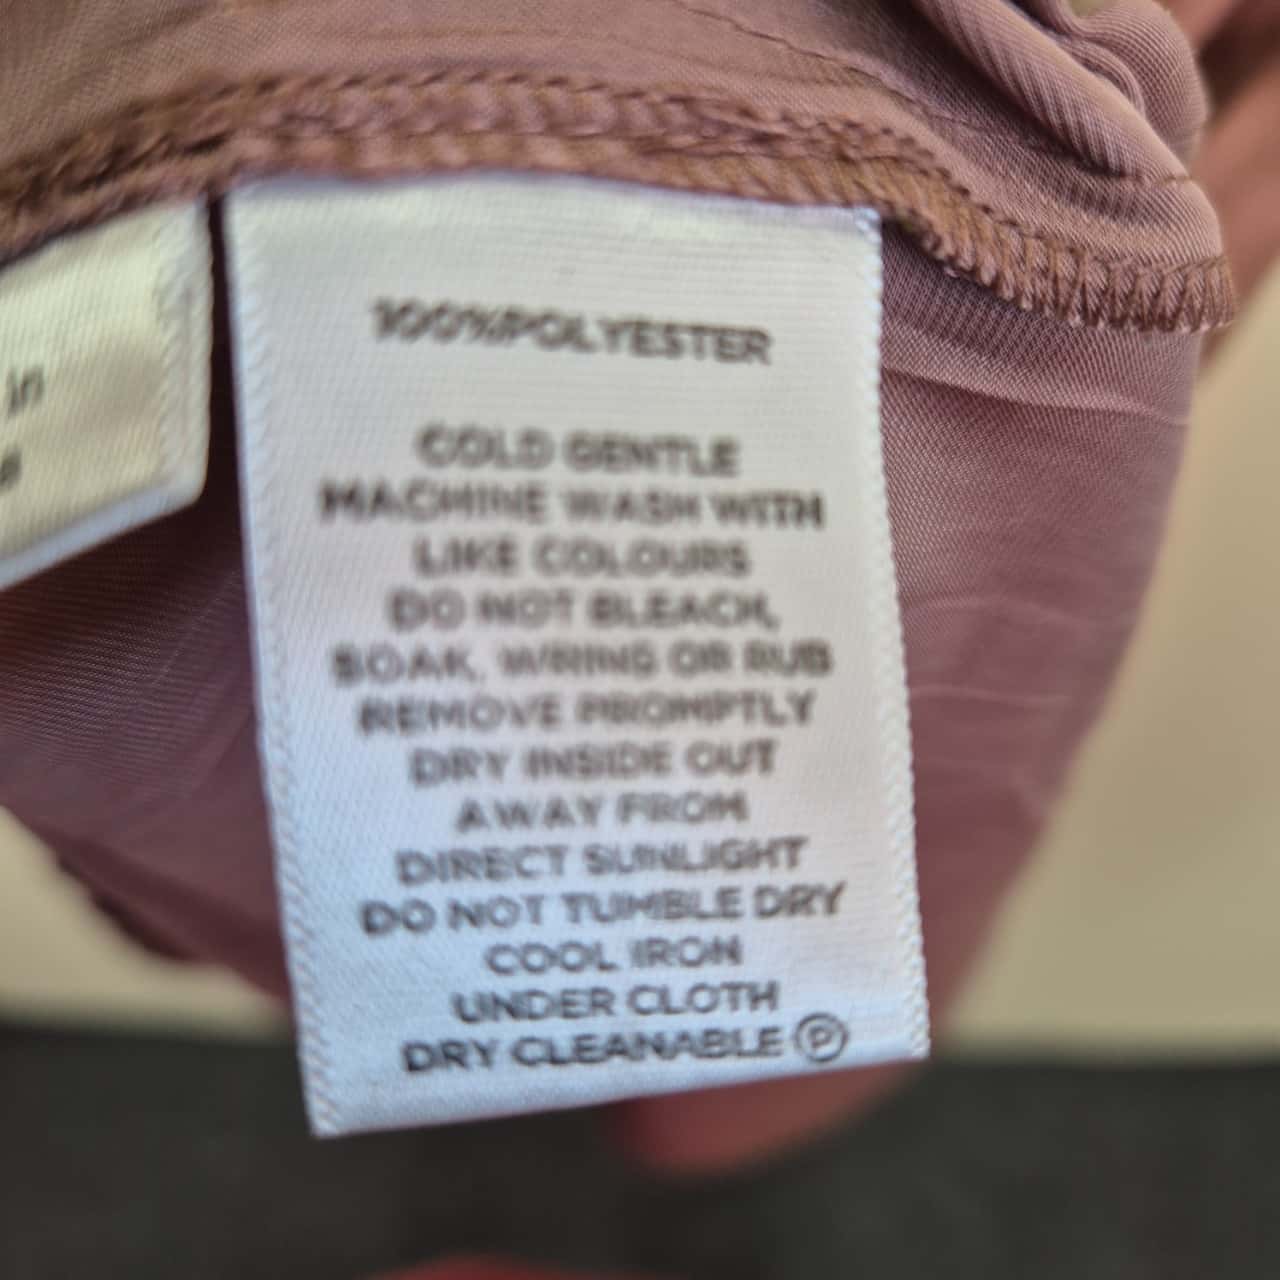 in
100%POLYESTER
COLD GENTLE
MACHINE WASH WITH
LIKE COLOURS
DO NOT BLEACH,
SOAK, WRING OR RUB
REMOVE PROMPTLY
DRY INSIDE OUT
AWAY FROM
DIRECT SUNLIGHT
DO NOT TUMBLE DRY
COOL IRON
UNDER CLOTH
DRY CLEANABLE Ⓟ